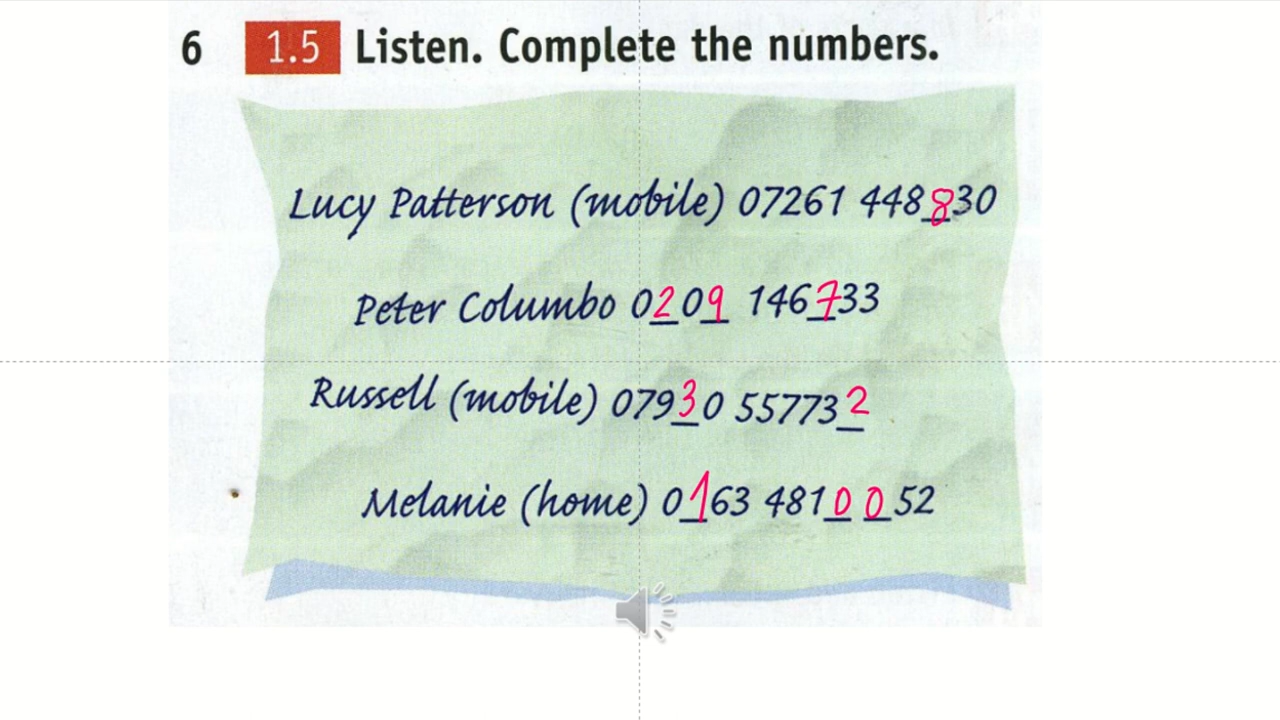 6 1.5 Listen. Complete the numbers.
Lucy Patterson (mobile) 07261 448830
Peter Columbo 0209 146733
Russell (mobile) 07930 557732
Melanie (home) 0163 4810052